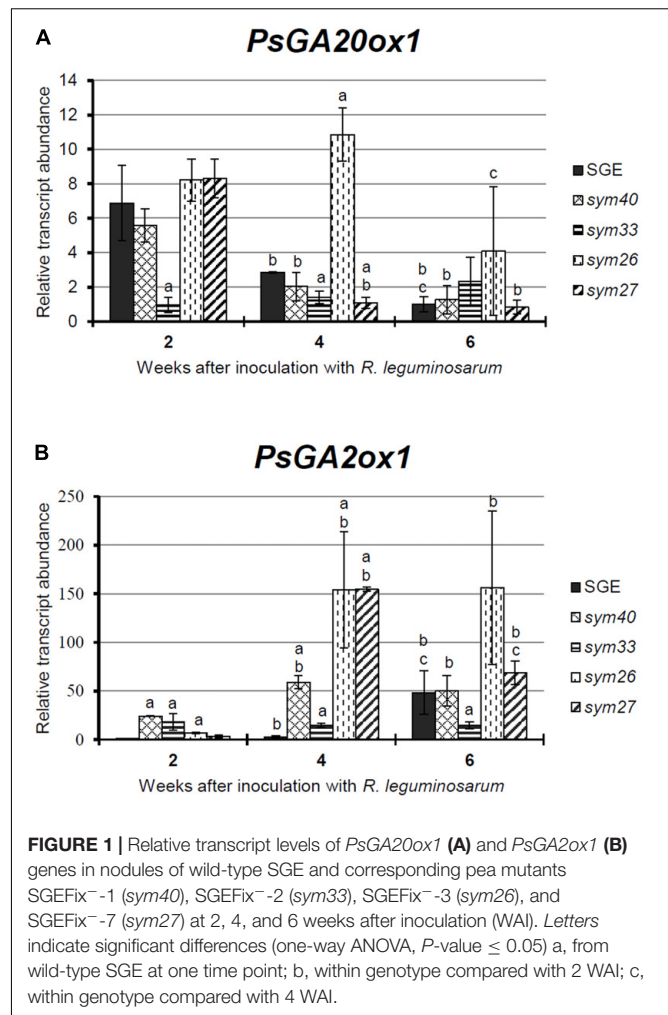 A
PsGA20ox1
Relative transcript abundance
14
12
10
8
6
4
2
0
a
b
b
a
a
a
b
b
c
b
c
b
2
4
6
Weeks after inoculation with R. leguminosarum
SGE
sym40
sym33
sym26
sym27
B
PsGA2ox1
Relative transcript abundance
250
200
150
100
50
0
a
a
a
b
a
b
a
a
b
a
b
b
c
b
a
b
b
c
2
4
6
Weeks after inoculation with R. leguminosarum
SGE
sym40
sym33
sym26
sym27
FIGURE 1 | Relative transcript levels of PsGA20ox1 (A) and PsGA2ox1 (B)
genes in nodules of wild-type SGE and corresponding pea mutants
SGEFix⁻-1 (sym40), SGEFix⁻-2 (sym33), SGEFix⁻-3 (sym26), and
SGEFix⁻-7 (sym27) at 2, 4, and 6 weeks after inoculation (WAI). Letters
indicate significant differences (one-way ANOVA, P-value ≤ 0.05) a, from
wild-type SGE at one time point; b, within genotype compared with 2 WAI; c,
within genotype compared with 4 WAI.